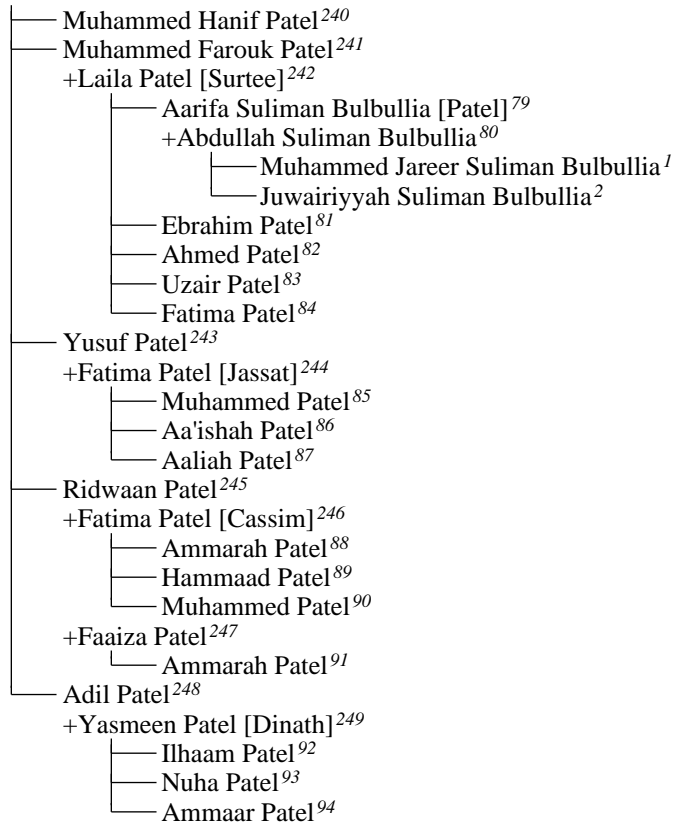 Muhammed Hanif Patel240
Muhammed Farouk Patel241
+Laila Patel [Surtee]242
Aarifa Suliman Bulbullia [Patel]79
+Abdullah Suliman Bulbullia80
Muhammed Jareer Suliman Bulbullia1
Juwairiyyah Suliman Bulbullia2
Ebrahim Patel81
Ahmed Patel82
Uzair Patel83
Fatima Patel84
Yusuf Patel243
+Fatima Patel [Jassat]244
Muhammed Patel85
Aa'ishah Patel86
Aaliah Patel87
Ridwaan Patel245
+Fatima Patel [Cassim]246
Ammarah Patel88
Hammaad Patel89
Muhammed Patel90
+Faaiza Patel247
Ammarah Patel91
Adil Patel248
+Yasmeen Patel [Dinath]249
Ilhaam Patel92
Nuha Patel93
Ammaar Patel94